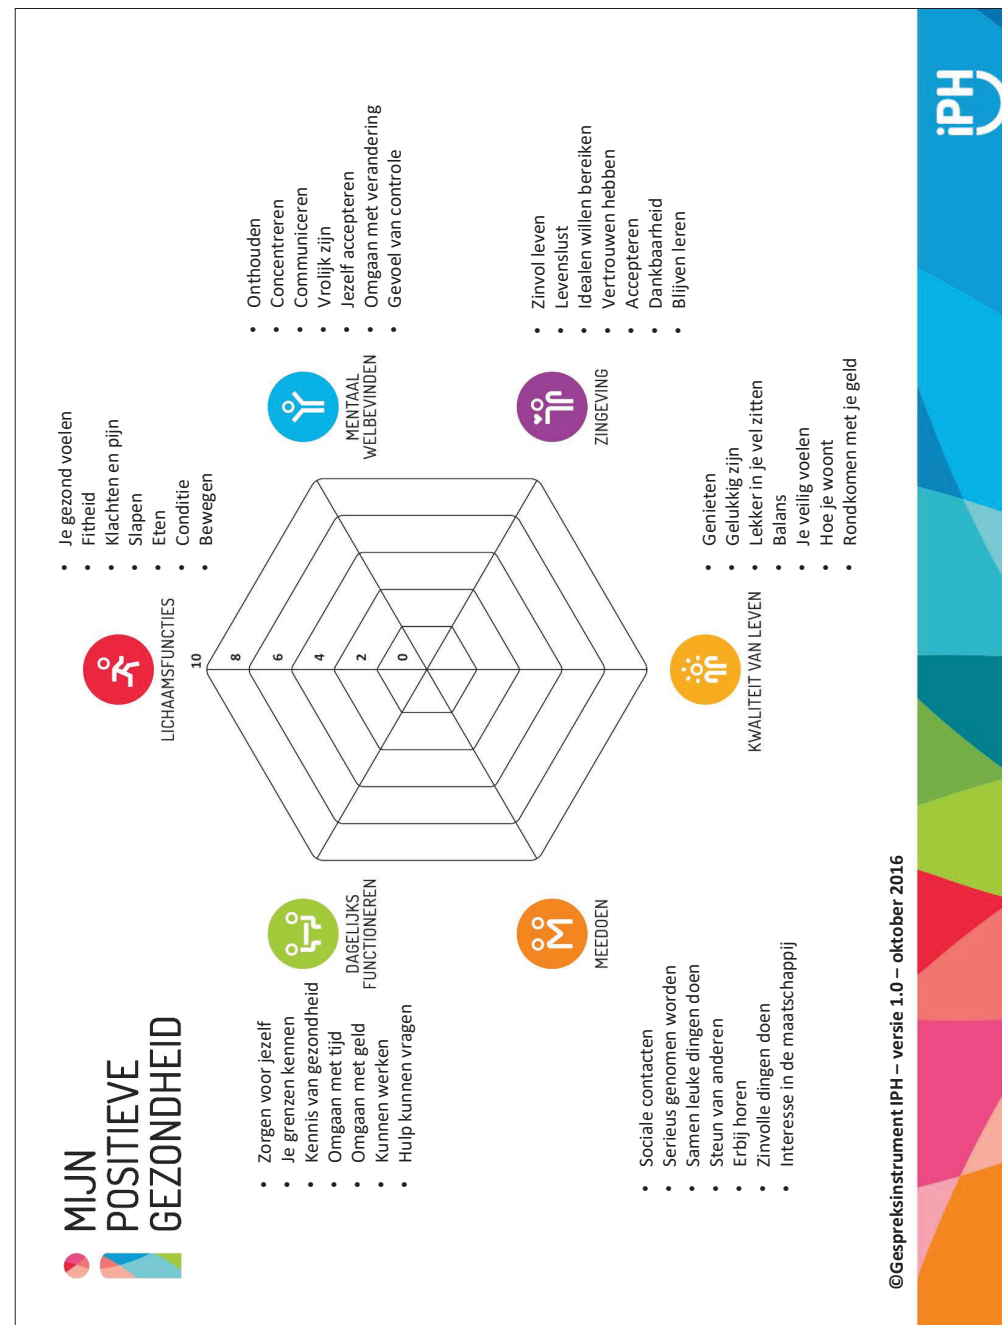 MIJN
POSITIEVE
GEZONDHEID
iPH
LICHAAMSFUNCTIES
• Je gezond voelen
• Fitheid
• Klachten en pijn
• Slapen
• Eten
• Conditie
• Bewegen
MENTAAL
WELBEVINDEN
• Onthouden
• Concentreren
• Communiceren
• Vrolijk zijn
• Jezelf accepteren
• Omgaan met verandering
• Gevoel van controle
ZINGEVING
• Zinvol leven
• Levenslust
• Idealen willen bereiken
• Vertrouwen hebben
• Accepteren
• Dankbaarheid
• Blijven leren
KWALITEIT VAN LEVEN
• Genieten
• Gelukkig zijn
• Lekker in je vel zitten
• Balans
• Je veilig voelen
• Hoe je woont
• Rondkomen met je geld
MEEDOEN
• Sociale contacten
• Serieus genomen worden
• Samen leuke dingen doen
• Steun van anderen
• Erbij horen
• Zinvolle dingen doen
• Interesse in de maatschappij
DAGELIJKS
FUNCTIONEREN
• Zorgen voor jezelf
• Je grenzen kennen
• Kennis van gezondheid
• Omgaan met tijd
• Omgaan met geld
• Kunnen werken
• Hulp kunnen vragen
10
8
6
4
2
0
©Gespreksinstrument IPH – versie 1.0 – oktober 2016